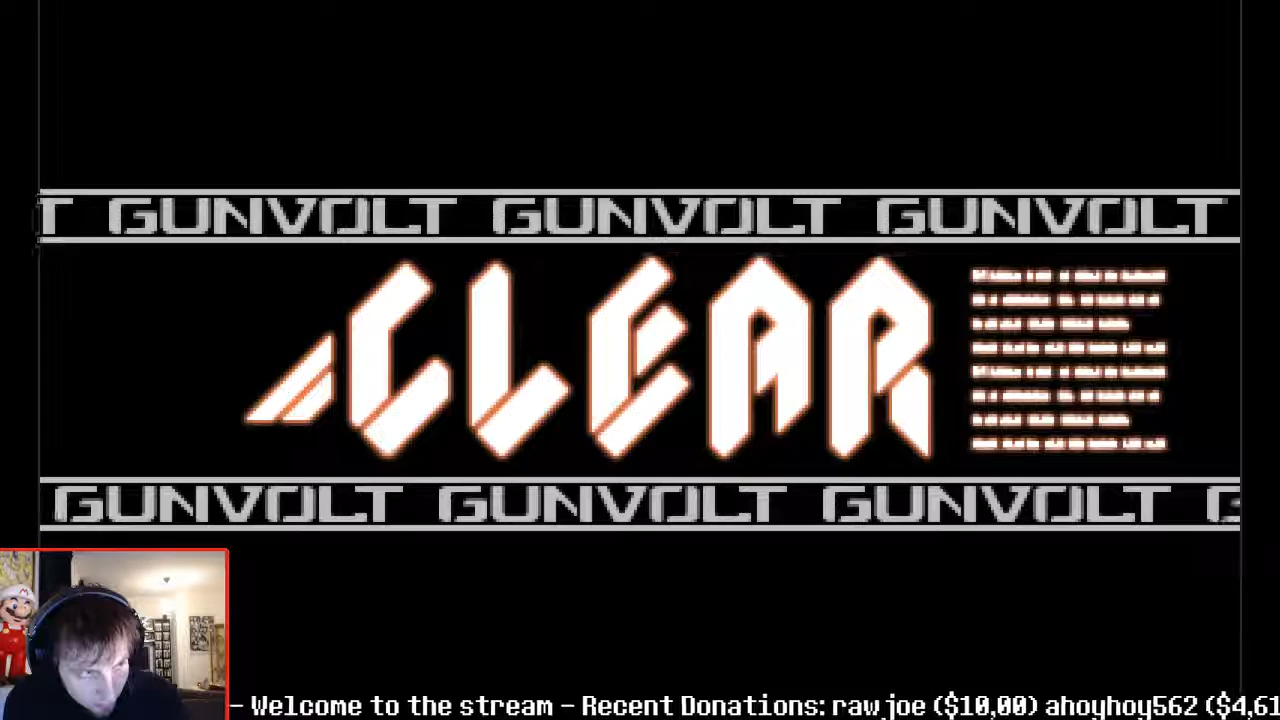 T GUNVOLT GUNVOLT GUNVOLT
CLEAR
GUNVOLT GUNVOLT GUNVOLT G
- Welcome to the stream - Recent Donations: raw joe ($10,00) ahoyhoy562 ($4,61